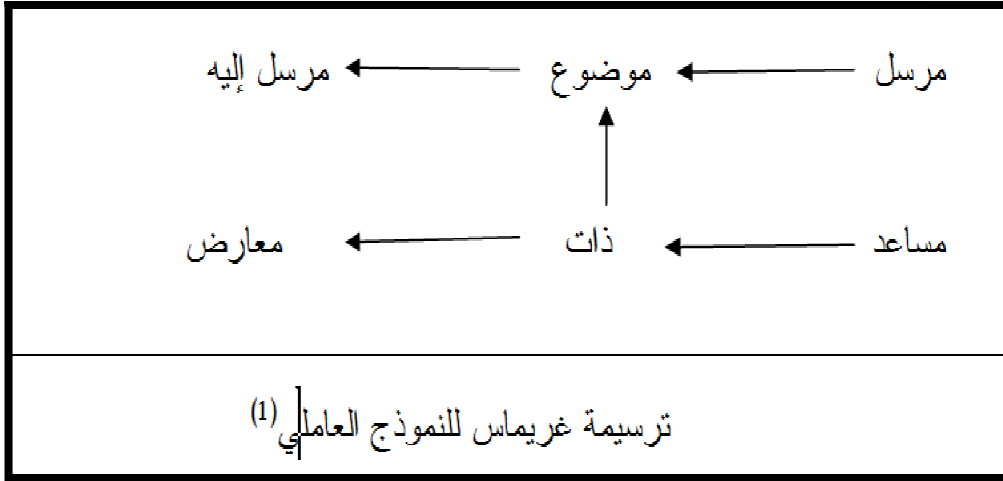 مرسل موضوع مرسل إليه
مساعد ذات معارض
ترسيمة غريماس للنموذج العاملي(1)